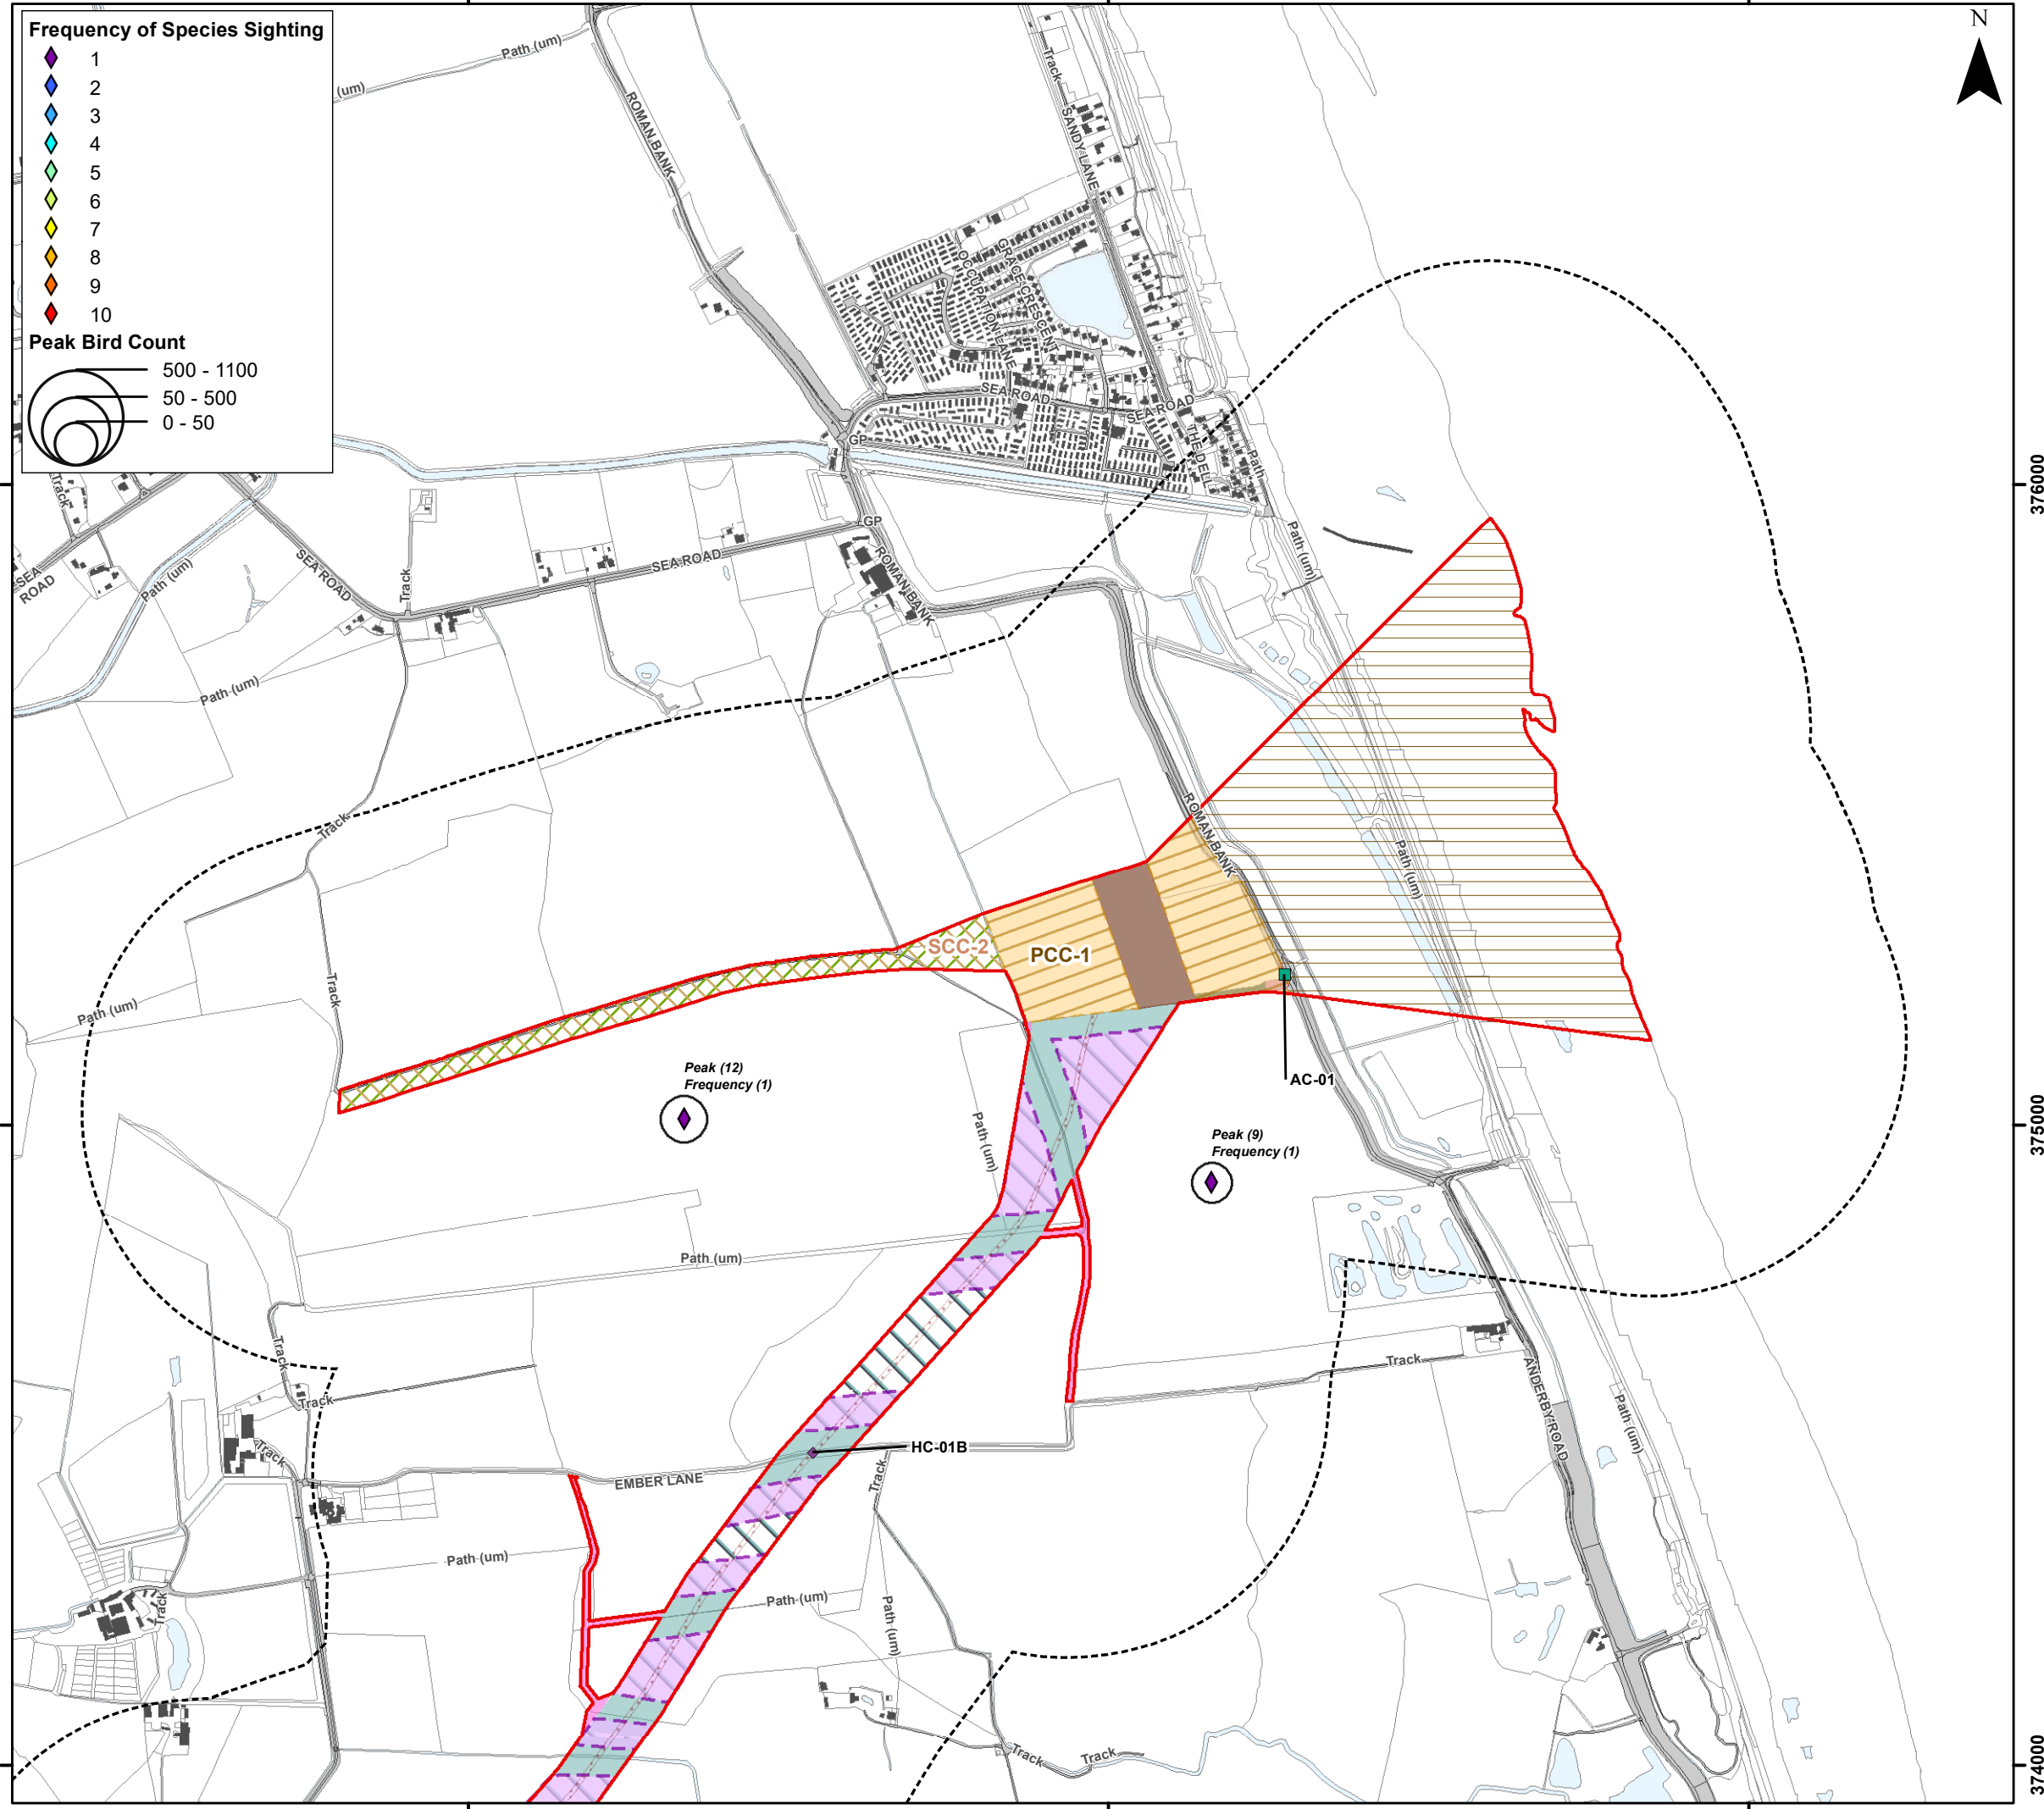 Frequency of Species Sighting
1
2
3
4
5
6
7
8
9
10
Peak Bird Count
500 - 1100
50 - 500
0 - 50
N
Path (um)
(um)
ROMAN BANK
Track
SANDY LANE
GRACE CRESCENT
OCCUPATION LANE
SEA ROAD
SEA ROAD
THE DELL
Path
GP
GP
Track
SEA
ROAD
Path (um)
SEA ROAD
Track
SEA ROAD
ROMAN BANK
Path (um)
376000
Path (um)
Track
ROMAN BANK
Path (um)
SCC-2
PCC-1
Track
Path (um)
Peak (12)
Frequency (1)
AC-01
Path (um)
Peak (9)
Frequency (1)
375000
Path (um)
Track
Track
Track
Track
ANDERBY ROAD
Path (um)
HC-01B
EMBER LANE
Track
Path (um)
Path (um)
Track
Path (um)
Track
Track
374000